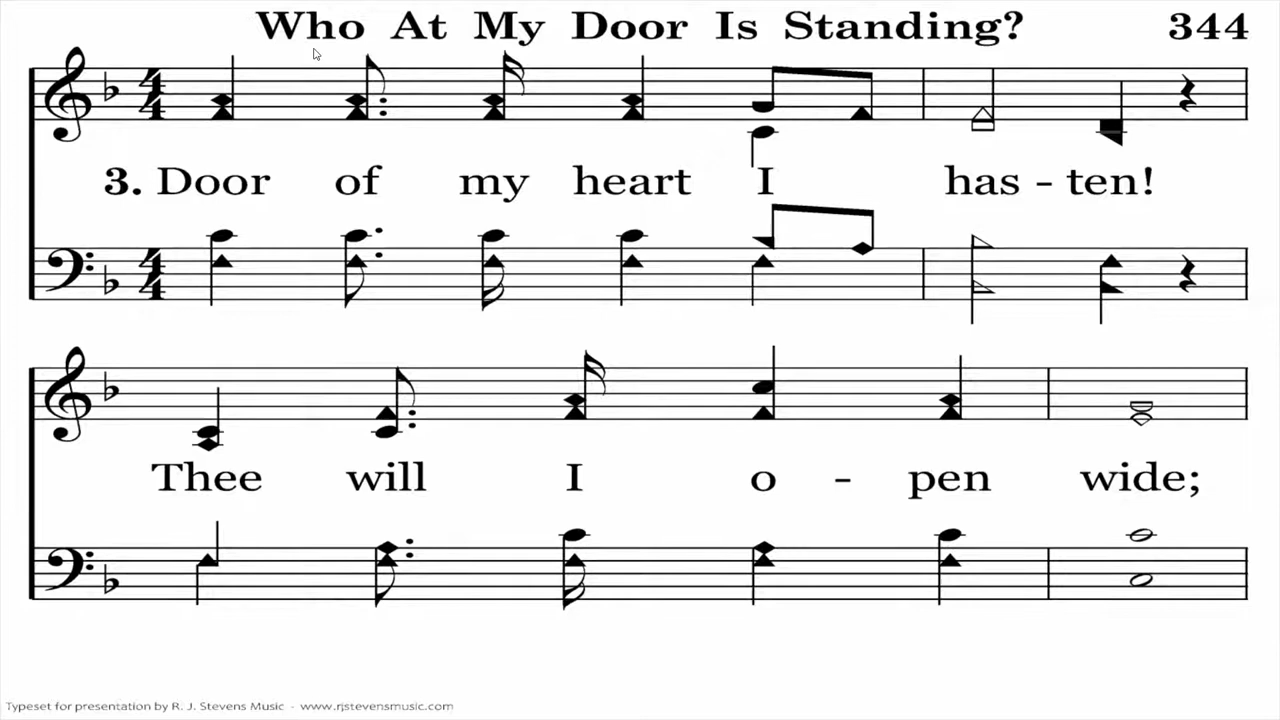 Who At My Door Is Standing? 344
3. Door of my heart I has - ten!
Thee will I o - pen wide;
Typeset for presentation by R. J. Stevens Music - www.rjstevensmusic.com